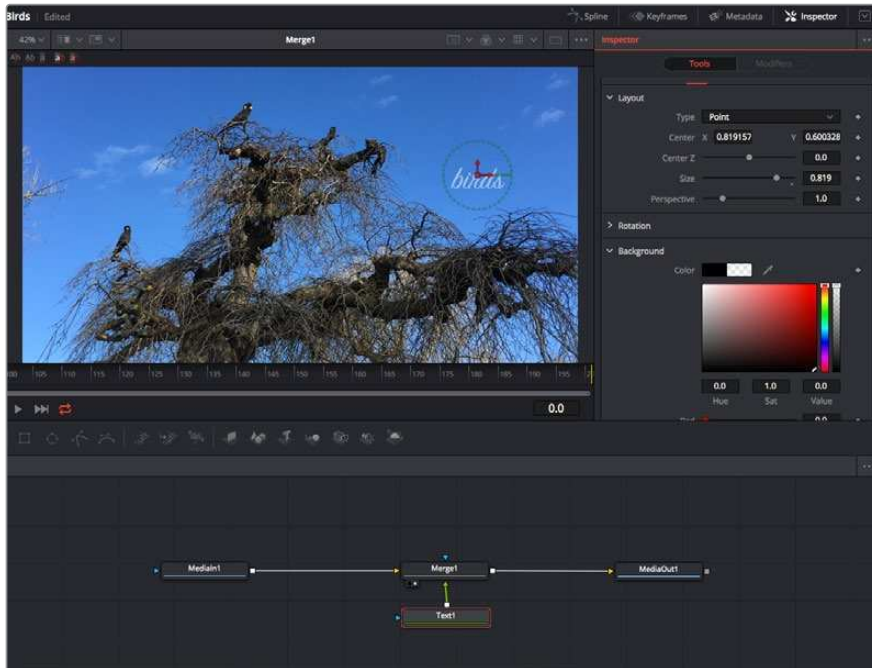 Birds Edited
Spline Keyframes Metadata Inspector
42% Merge1 Inspector
Tools Modifiers
Layout
Type Point
Center X 0.819157 Y 0.600328
Center Z 0.0
Size 0.819
Perspective 1.0
Rotation
Background
Color
birds
0.0 1.0 0.0
Hue Sat Value
105 110 115 120 125 130 135 140 145 150 155 160 165 170 175 180 185 190 195
0.0
MediaIn1 Merge1 MediaOut1
Text1